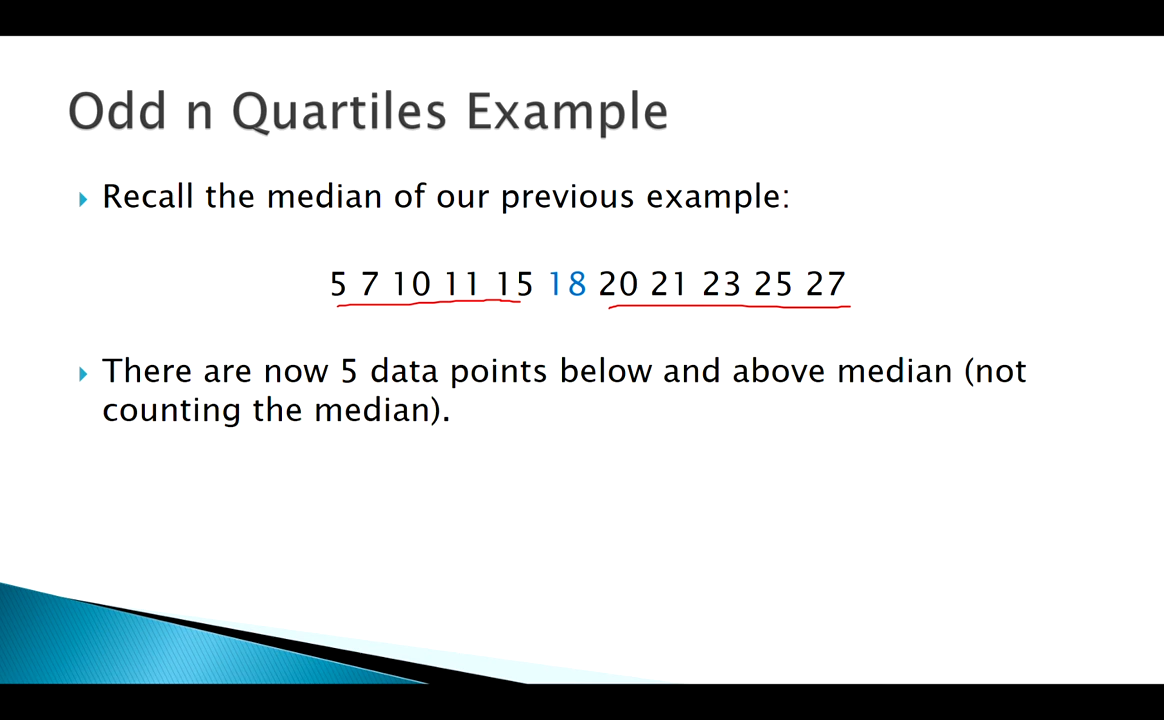 Odd n Quartiles Example
Recall the median of our previous example:
5 7 10 11 15 18 20 21 23 25 27
There are now 5 data points below and above median (not
counting the median).